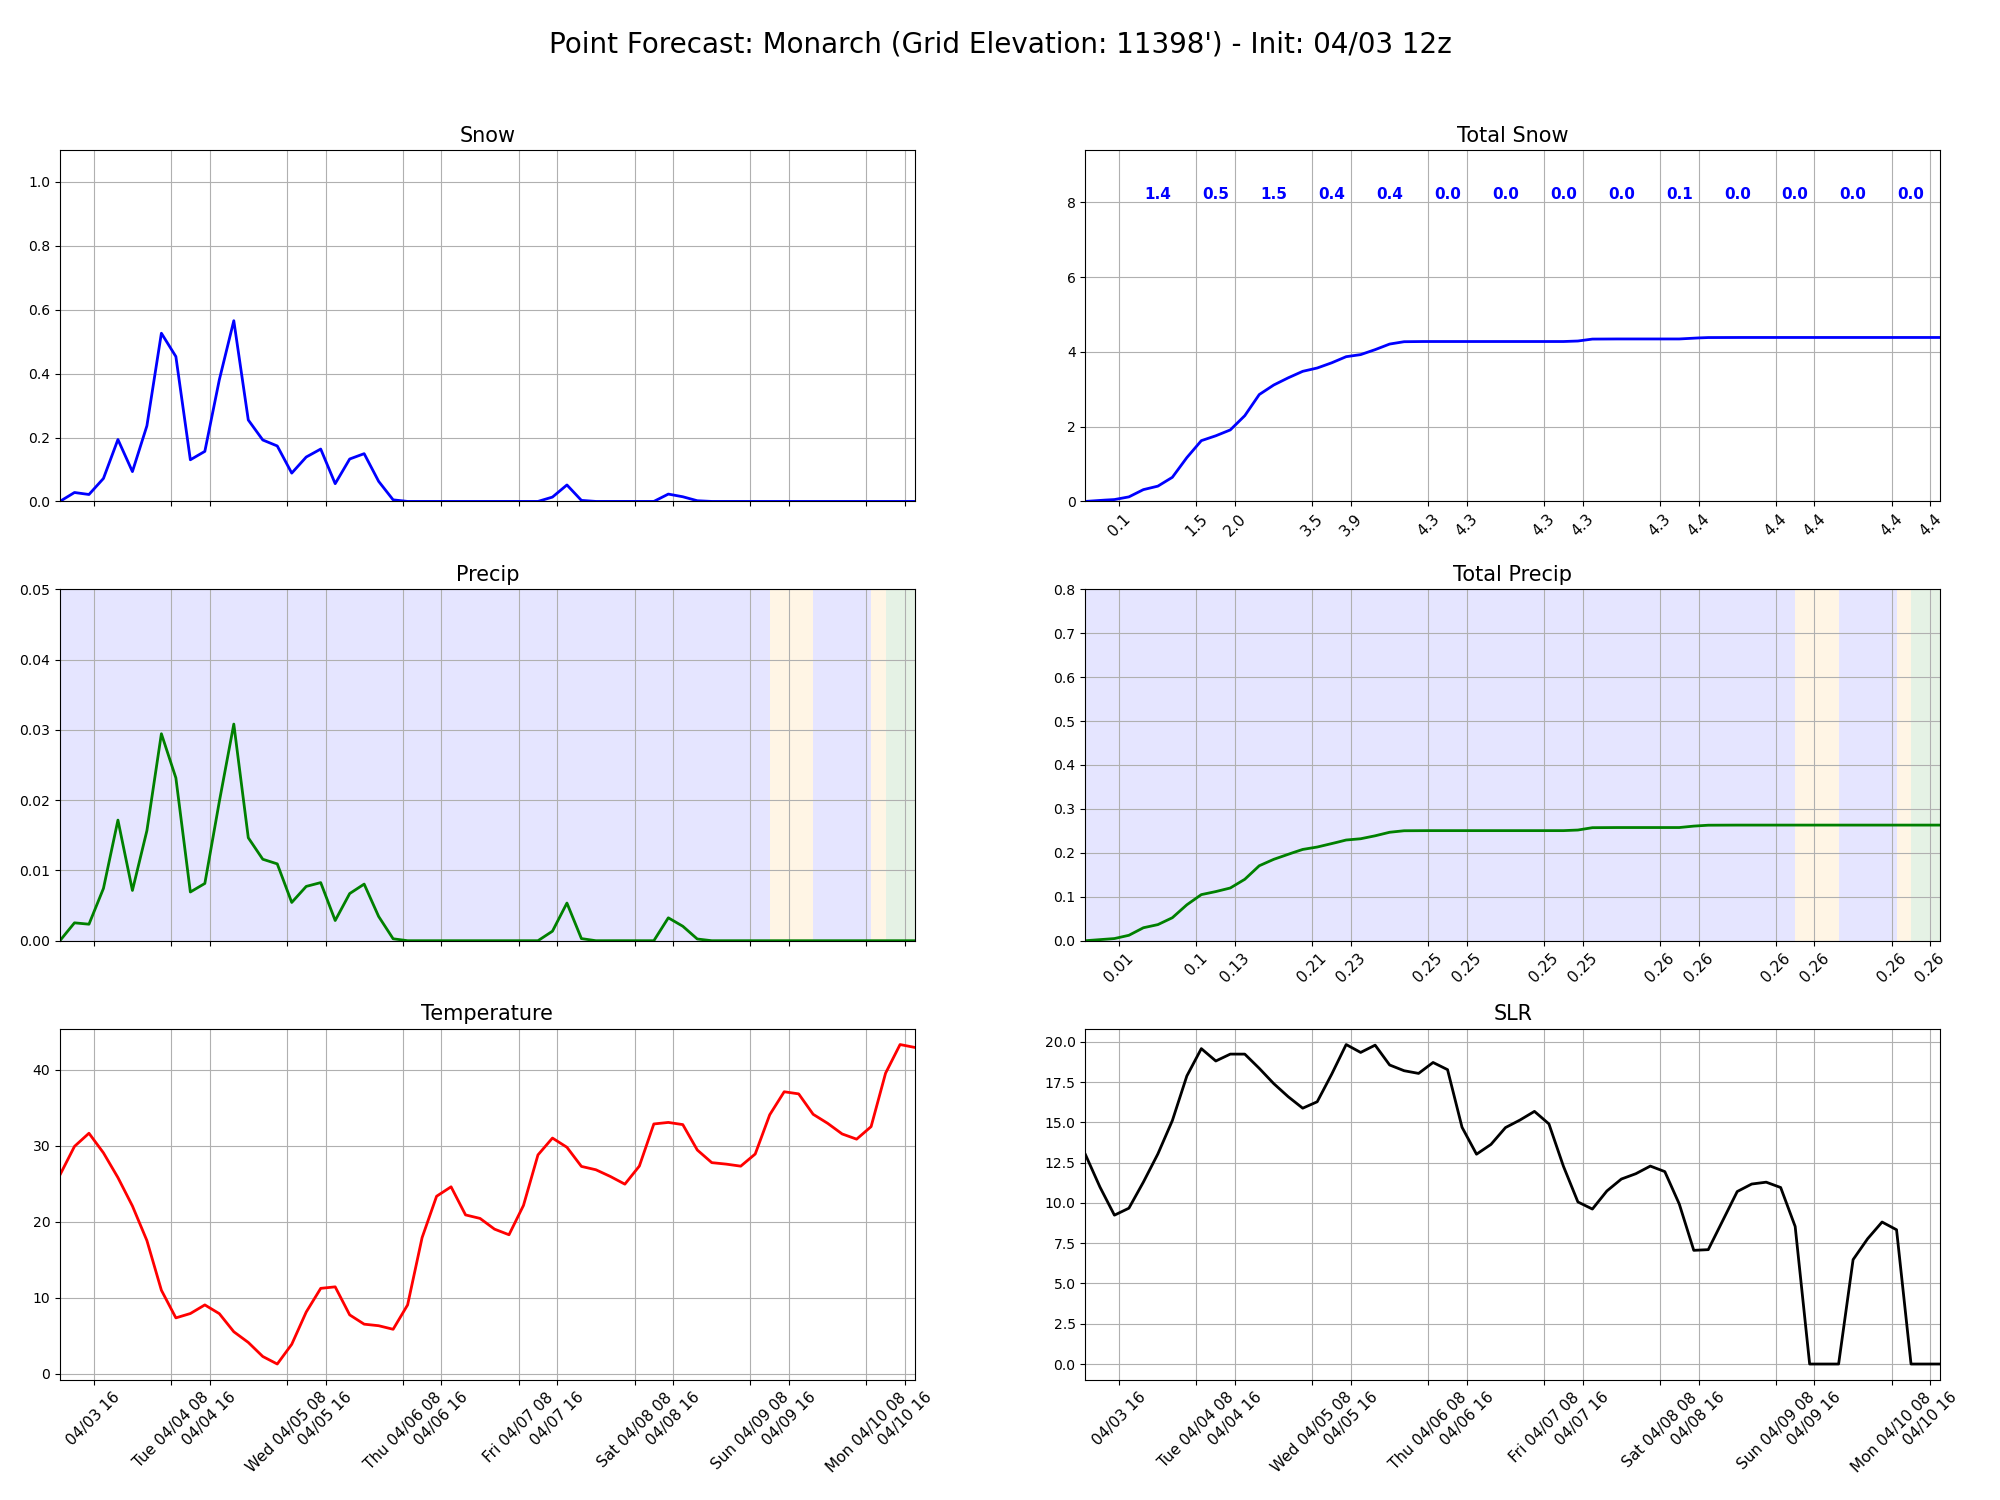 Point Forecast: Monarch (Grid Elevation: 11398') - Init: 04/03 12z
Snow
1.0
0.8
0.6
0.4
0.2
0.0
Total Snow
1.4 0.5 1.5 0.4 0.4 0.0 0.0 0.0 0.0 0.1 0.0 0.0 0.0 0.0
8
6
4
2
0
0.1 1.5 2.0 3.5 3.9 4.3 4.3 4.3 4.3 4.3 4.4 4.4 4.4 4.4 4.4
Precip
0.05
0.04
0.03
0.02
0.01
0.00
Total Precip
0.8
0.7
0.6
0.5
0.4
0.3
0.2
0.1
0.0
0.01 0.1 0.13 0.21 0.23 0.25 0.25 0.25 0.25 0.26 0.26 0.26 0.26 0.26 0.26
Temperature
40
30
20
10
0
04/03 16
Tue 04/04 08
04/04 16
Wed 04/05 08
04/05 16
Thu 04/06 08
04/06 16
Fri 04/07 08
04/07 16
Sat 04/08 08
04/08 16
Sun 04/09 08
04/09 16
Mon 04/10 08
04/10 16
SLR
20.0
17.5
15.0
12.5
10.0
7.5
5.0
2.5
0.0
04/03 16
Tue 04/04 08
04/04 16
Wed 04/05 08
04/05 16
Thu 04/06 08
04/06 16
Fri 04/07 08
04/07 16
Sat 04/08 08
04/08 16
Sun 04/09 08
04/09 16
Mon 04/10 08
04/10 16